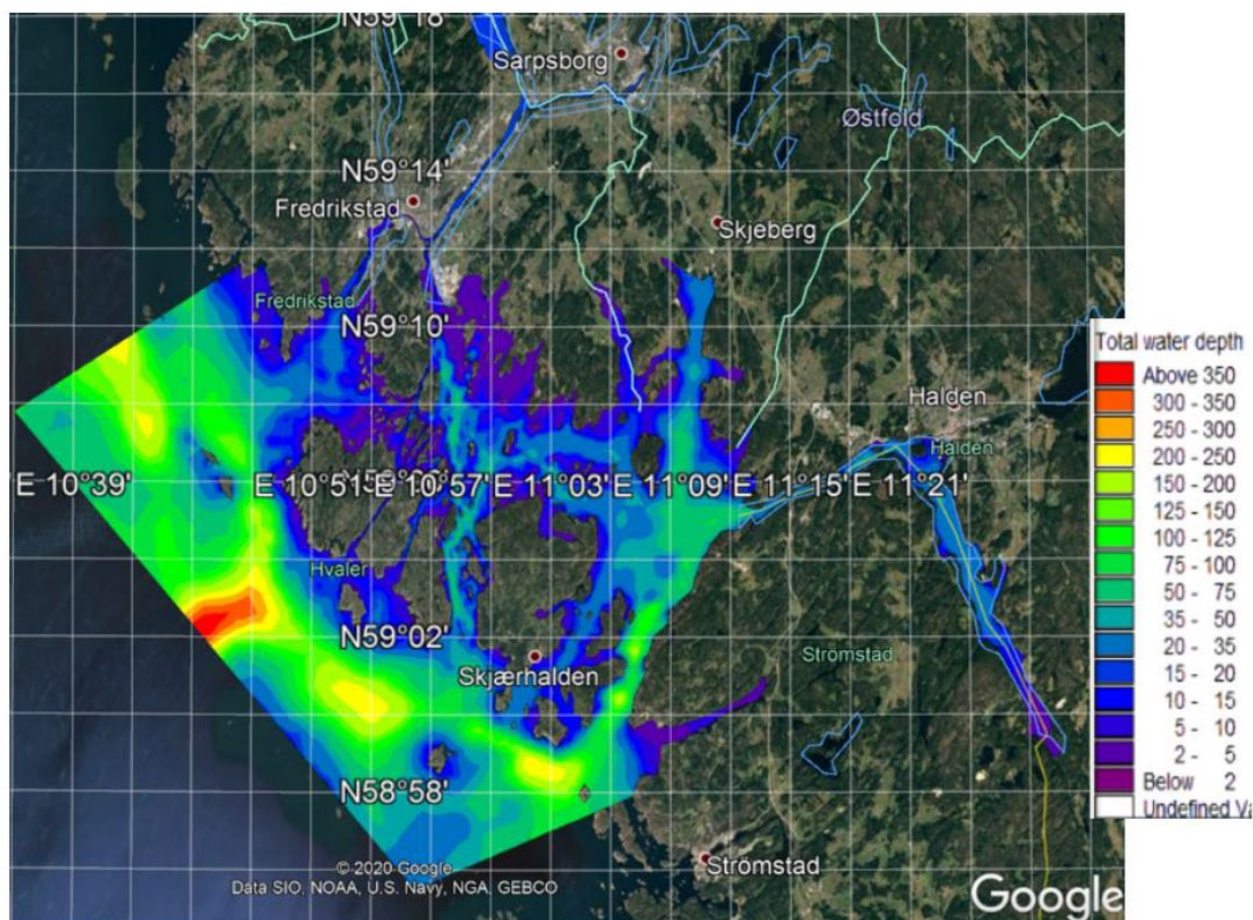 N59°18'
Sarpsborg
Østfold
N59°14'
Fredrikstad
Skjeberg
Fredrikstad
N59°10'
Halden
Halden
E 10°39' E 10°51' E 10°57' E 11°03' E 11°09' E 11°15' E 11°21'
Hvaler
N59°02'
Strömstad
Skjærhalden
N58°58'
Strömstad
© 2020 Google
Data SIO, NOAA, U.S. Navy, NGA, GEBCO
Google
Total water depth
Above 350
300 - 350
250 - 300
200 - 250
150 - 200
125 - 150
100 - 125
75 - 100
50 - 75
35 - 50
20 - 35
15 - 20
10 - 15
5 - 10
2 - 5
Below 2
Undefined Va